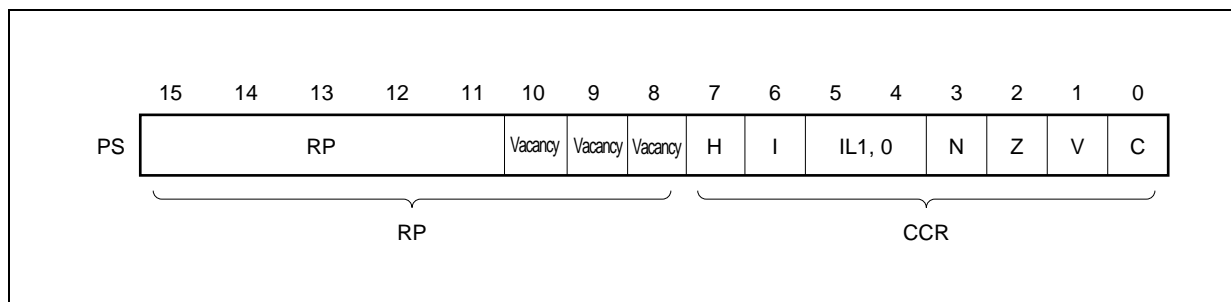 15 14 13 12 11 10 9 8 7 6 5 4 3 2 1 0
PS RP Vacancy Vacancy Vacancy H I IL1, 0 N Z V C
RP CCR